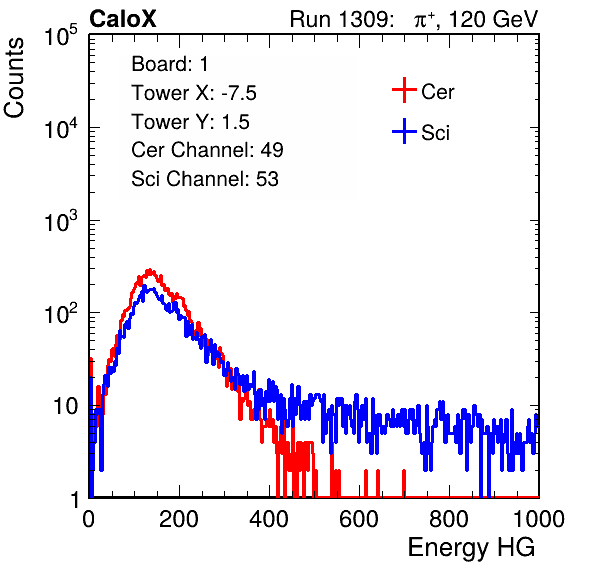 CaloX Run 1309: π⁺, 120 GeV
Counts
Board: 1
Tower X: -7.5
Tower Y: 1.5
Cer Channel: 49
Sci Channel: 53
Cer
Sci
10⁵
10⁴
10³
10²
10
1
0 200 400 600 800 1000
Energy HG